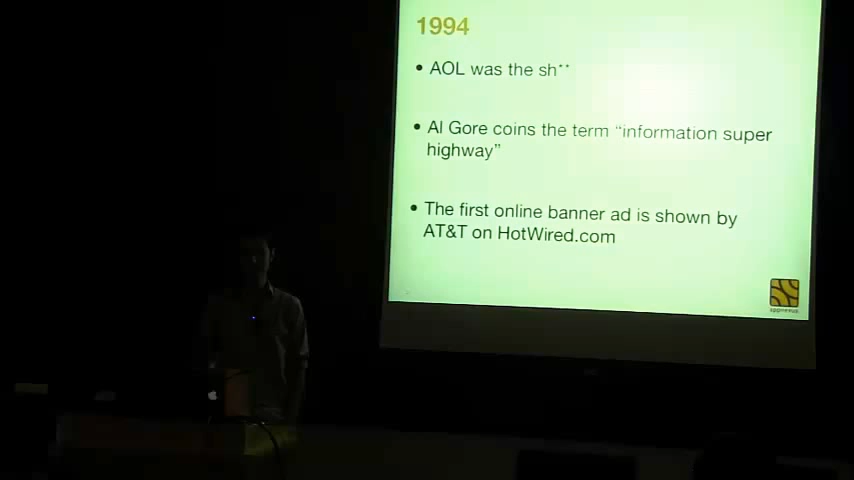 1994
• AOL was the sh**
• Al Gore coins the term “information super
highway”
• The first online banner ad is shown by
AT&T on HotWired.com
appnexus